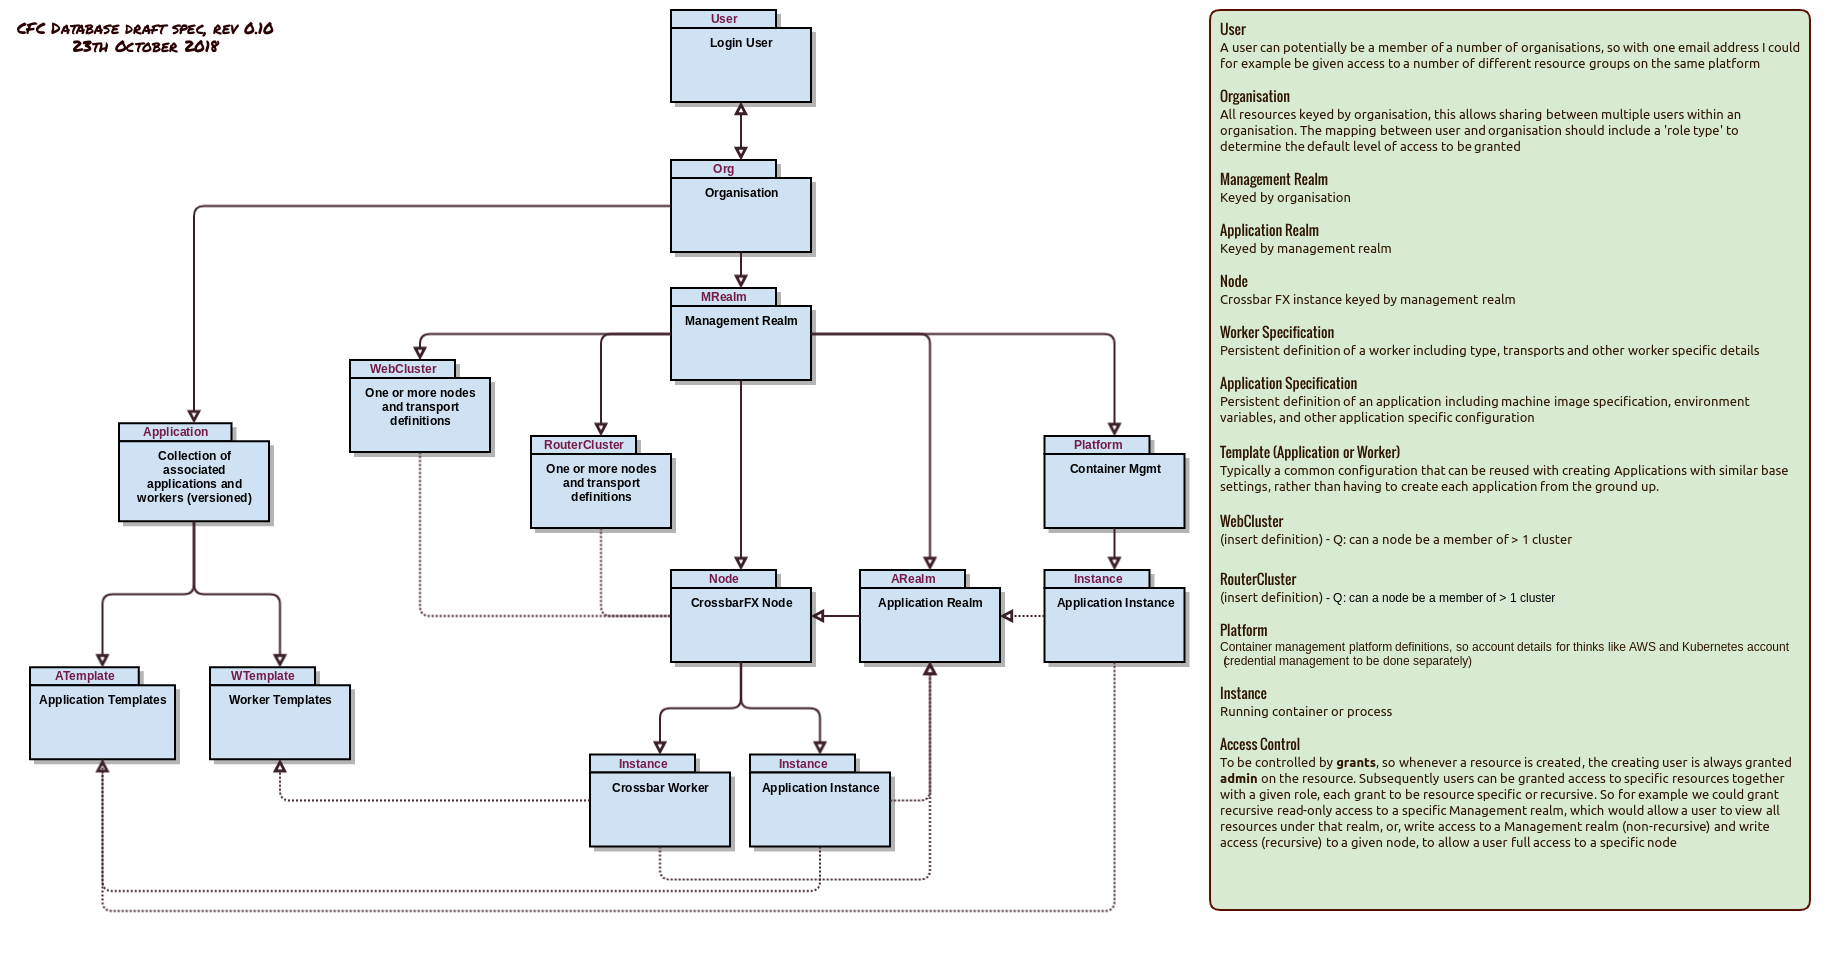 CFC Database draft spec, rev 0.10
23th October 2018
User
Login User
Org
Organisation
MRealm
Management Realm
WebCluster
One or more nodes
and transport
definitions
RouterCluster
One or more nodes
and transport
definitions
Application
Collection of
associated
applications and
workers (versioned)
Platform
Container Mgmt
Node
CrossbarFX Node
ARealm
Application Realm
Instance
Application Instance
ATemplate
Application Templates
WTemplate
Worker Templates
Instance
Crossbar Worker
Instance
Application Instance
User
A user can potentially be a member of a number of organisations, so with one email address I could
for example be given access to a number of different resource groups on the same platform
Organisation
All resources keyed by organisation, this allows sharing between multiple users within an
organisation. The mapping between user and organisation should include a 'role type' to
determine the default level of access to be granted
Management Realm
Keyed by organisation
Application Realm
Keyed by management realm
Node
Crossbar FX instance keyed by management realm
Worker Specification
Persistent definition of a worker including type, transports and other worker specific details
Application Specification
Persistent definition of an application including machine image specification, environment
variables, and other application specific configuration
Template (Application or Worker)
Typically a common configuration that can be reused with creating Applications with similar base
settings, rather than having to create each application from the ground up.
WebCluster
(insert definition) - Q: can a node be a member of > 1 cluster
RouterCluster
(insert definition) - Q: can a node be a member of > 1 cluster
Platform
Container management platform definitions, so account details for thinks like AWS and Kubernetes account
(credential management to be done separately)
Instance
Running container or process
Access Control
To be controlled by grants, so whenever a resource is created, the creating user is always granted
admin on the resource. Subsequently users can be granted access to specific resources together
with a given role, each grant to be resource specific or recursive. So for example we could grant
recursive read-only access to a specific Management realm, which would allow a user to view all
resources under that realm, or, write access to a Management realm (non-recursive) and write
access (recursive) to a given node, to allow a user full access to a specific node